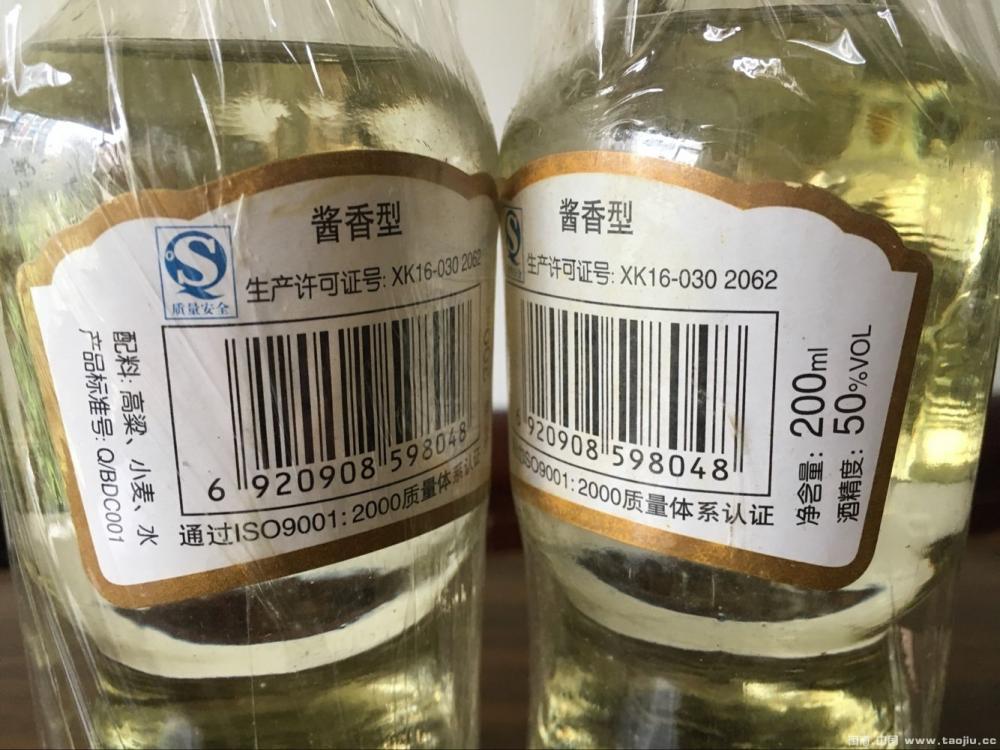 酱香型
质量安全
生产许可证号: XK16-030 2062
配料: 高粱、小麦、水
产品标准号: Q/BDC001
6 920908 598048
通过ISO9001: 2000质量体系认证
酱香型
生产许可证号: XK16-030 2062
6 920908 598048
ISO9001: 2000质量体系认证
净含量: 200ml
酒精度: 50%VOL
www.taojiu.cc